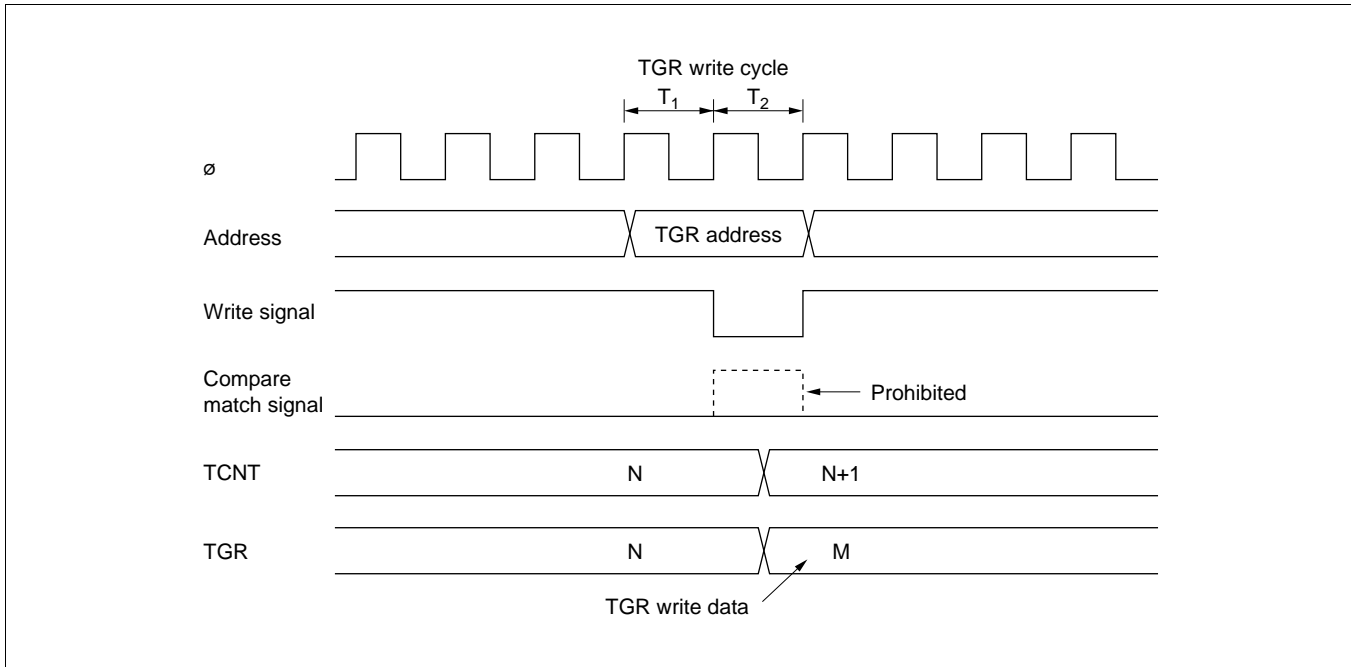 TGR write cycle
T₁ T₂
ø
Address TGR address
Write signal
Compare
match signal
Prohibited
TCNT N N+1
TGR N M
TGR write data